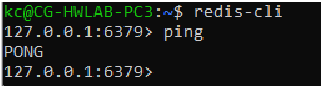 kc@CG-HWLAB-PC3:~$ redis-cli
127.0.0.1:6379> ping
PONG
127.0.0.1:6379>